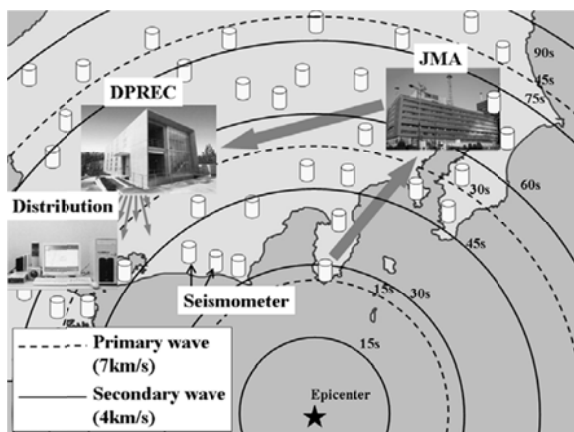 90s
JMA
45s
DPREC
75s
30s
60s
Distribution
45s
Seismometer
15s
30s
15s
Primary wave
(7km/s)
Secondary wave
(4km/s)
Epicenter